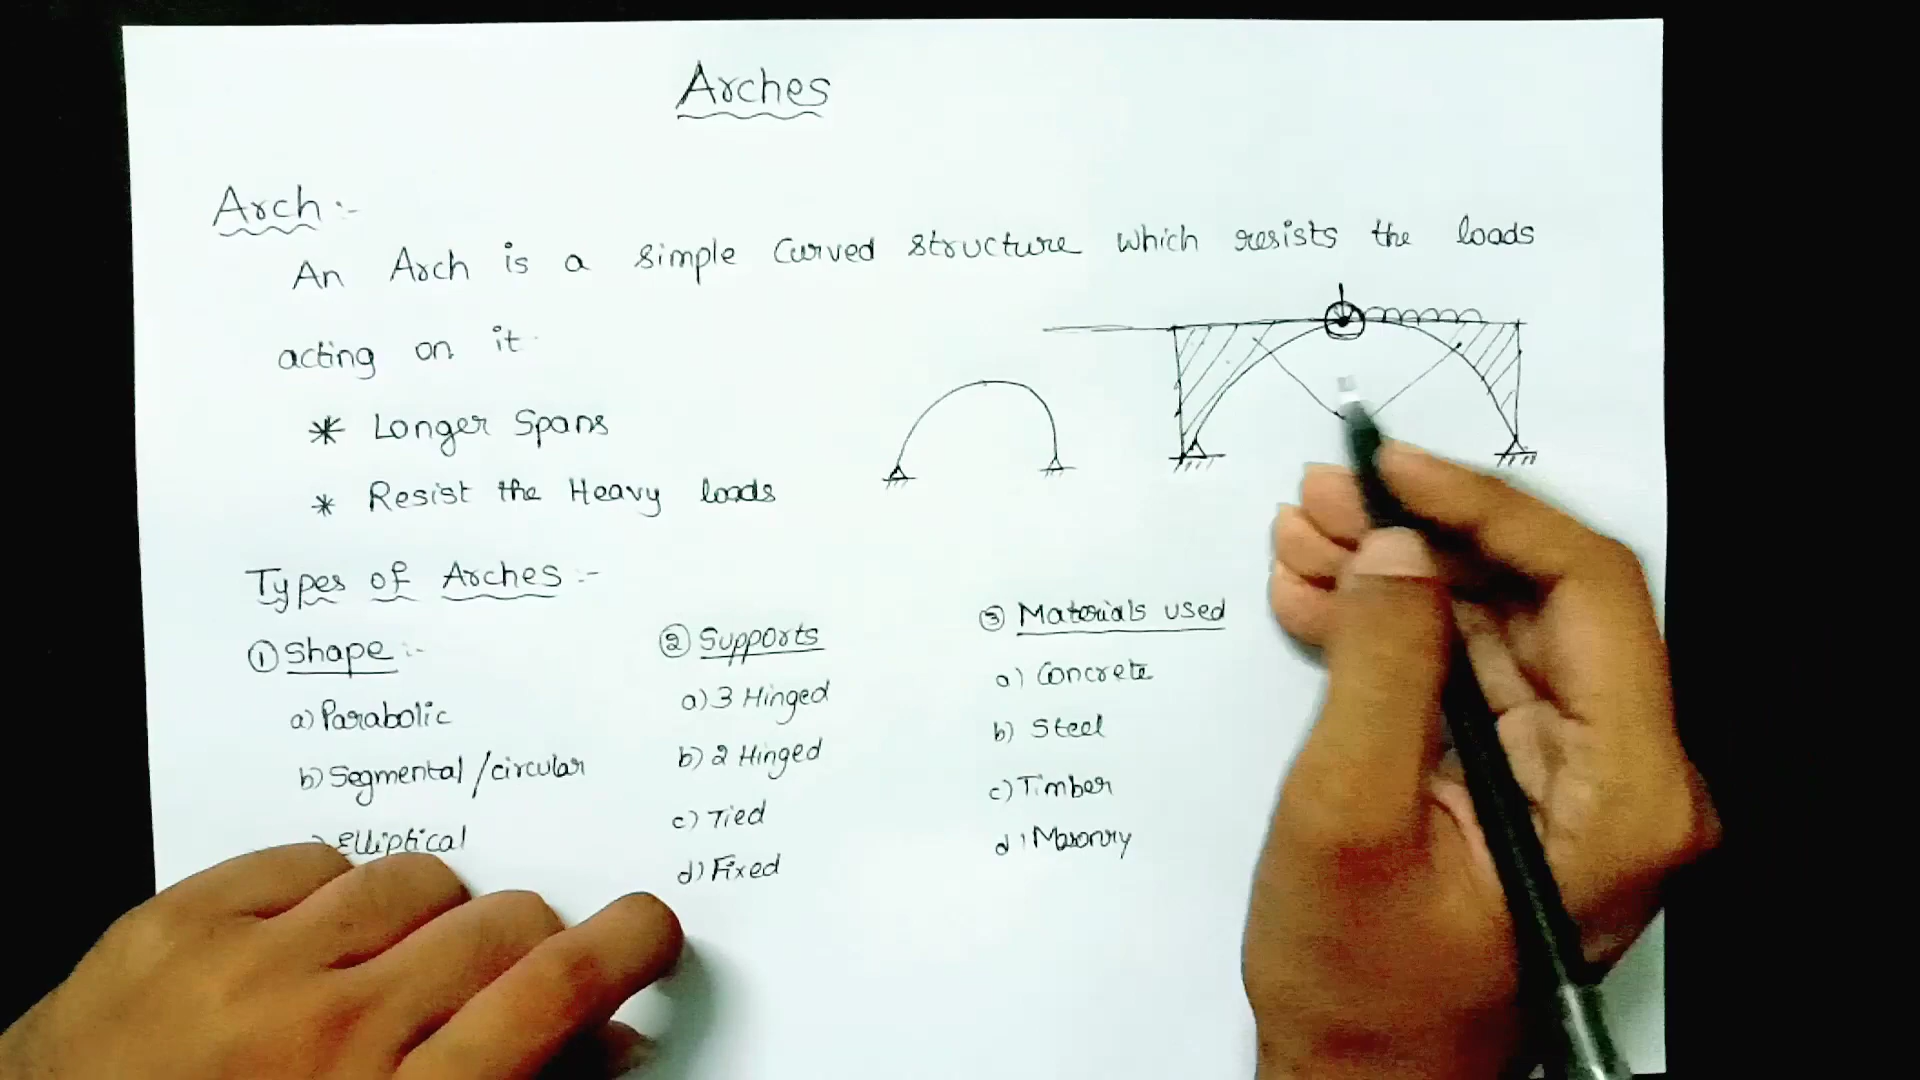 Arches
Arch :-
An Arch is a simple Curved structure which resists the loads
acting on it
* Longer Spans
* Resist the Heavy loads
Types of Arches :-
① Shape :-
a) Parabolic
b) Segmental / circular
) Elliptical
② Supports
a) 3 Hinged
b) 2 Hinged
c) Tied
d) Fixed
③ Materials used
a) Concrete
b) Steel
c) Timber
d) Masonry